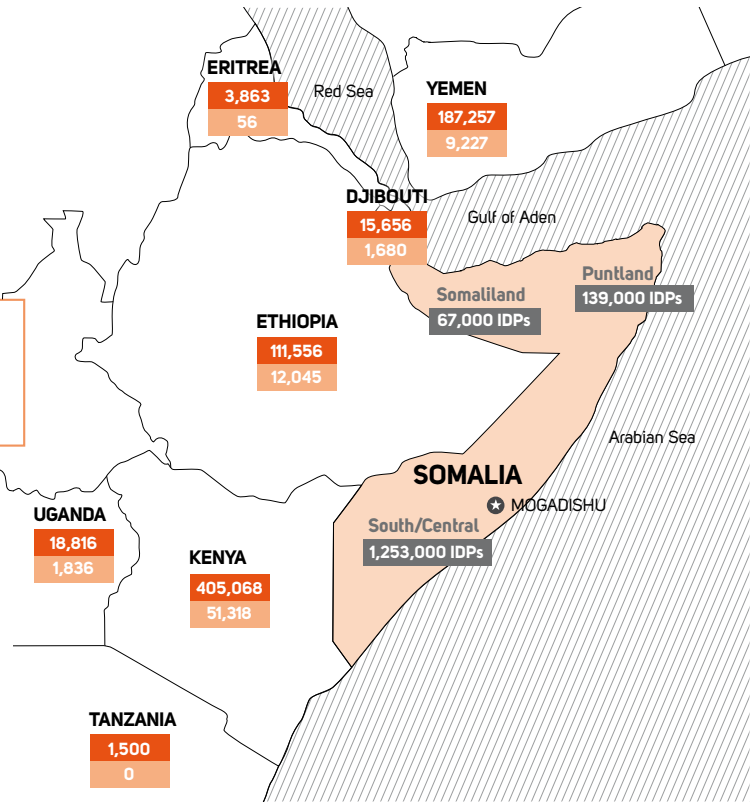 ERITREA
3,863
56
Red Sea
YEMEN
187,257
9,227
DJIBOUTI
15,656
1,680
Gulf of Aden
Somaliland
67,000 IDPs
Puntland
139,000 IDPs
ETHIOPIA
111,556
12,045
Arabian Sea
SOMALIA
MOGADISHU
South/Central
1,253,000 IDPs
UGANDA
18,816
1,836
KENYA
405,068
51,318
TANZANIA
1,500
0